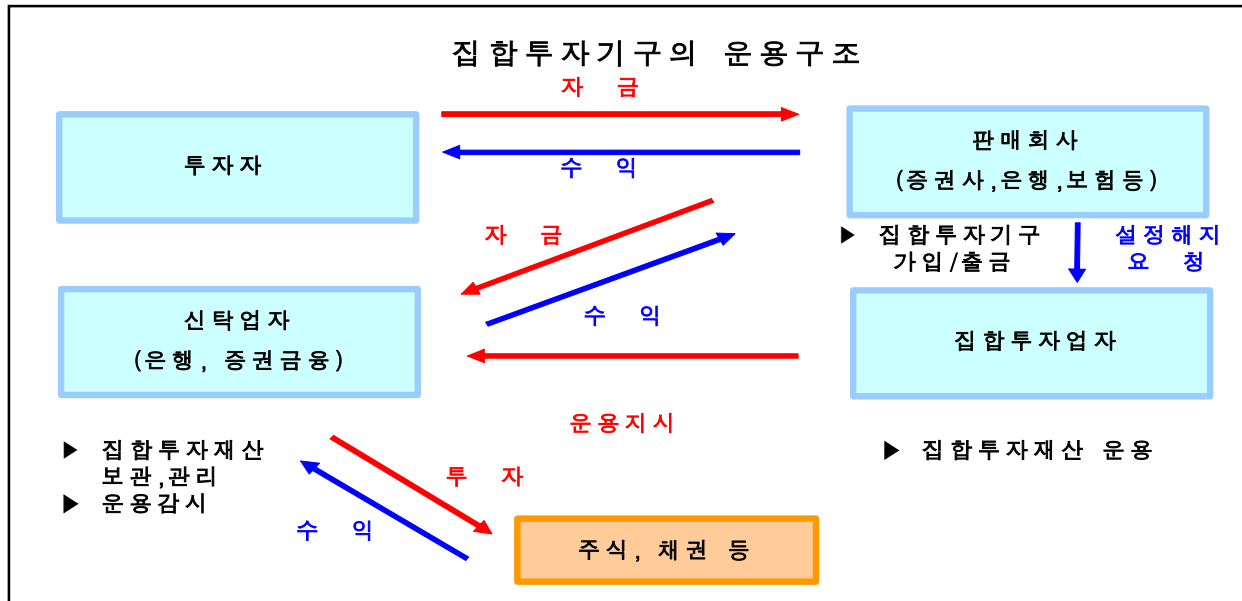 집합투자기구의 운용구조
자 금
투자자
수 익
판매회사
(증권사,은행,보험등)
자 금
▶ 집합투자기구
가입/출금
설정해지
요 청
신탁업자
(은행, 증권금융)
수 익
집합투자업자
운용지시
▶ 집합투자재산
보관,관리
▶ 운용감시
▶ 집합투자재산 운용
투 자
수 익
주식, 채권 등